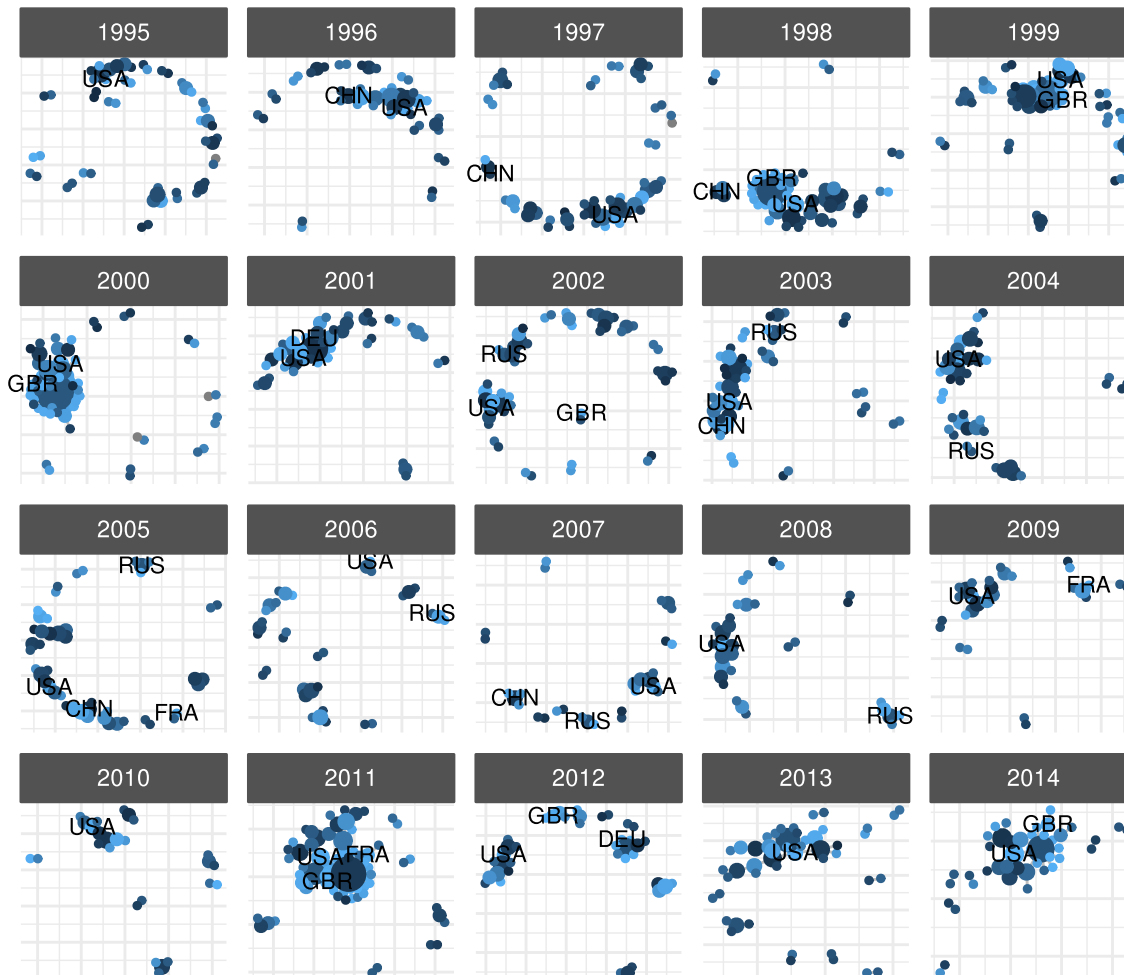 1995
1996
1997
1998
1999
USA
CHN
USA
CHN
USA
CHN
GBR
USA
USA
GBR
2000
2001
2002
2003
2004
USA
GBR
DEU
USA
RUS
USA
GBR
RUS
USA
CHN
USA
RUS
2005
2006
2007
2008
2009
RUS
USA
CHN
FRA
USA
RUS
CHN
RUS
USA
USA
RUS
USA
FRA
2010
2011
2012
2013
2014
USA
USA
FRA
GBR
GBR
USA
DEU
USA
GBR
USA